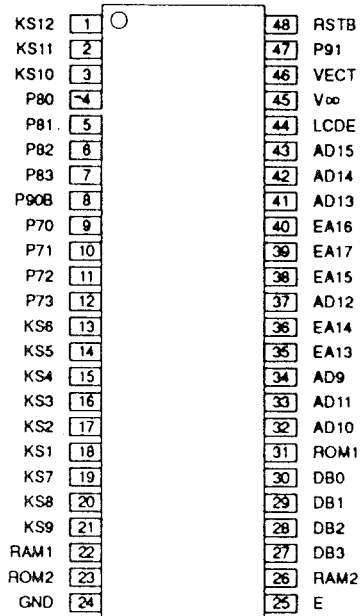 KS12 1 48 RSTB
KS11 2 47 P91
KS10 3 46 VECT
P80 4 45 VDD
P81 5 44 LCDE
P82 6 43 AD15
P83 7 42 AD14
P90B 8 41 AD13
P70 9 40 EA16
P71 10 39 EA17
P72 11 38 EA15
P73 12 37 AD12
KS6 13 36 EA14
KS5 14 35 EA13
KS4 15 34 AD9
KS3 16 33 AD11
KS2 17 32 AD10
KS1 18 31 ROM1
KS7 19 30 DB0
KS8 20 29 DB1
KS9 21 28 DB2
RAM1 22 27 DB3
ROM2 23 26 RAM2
GND 24 25 E